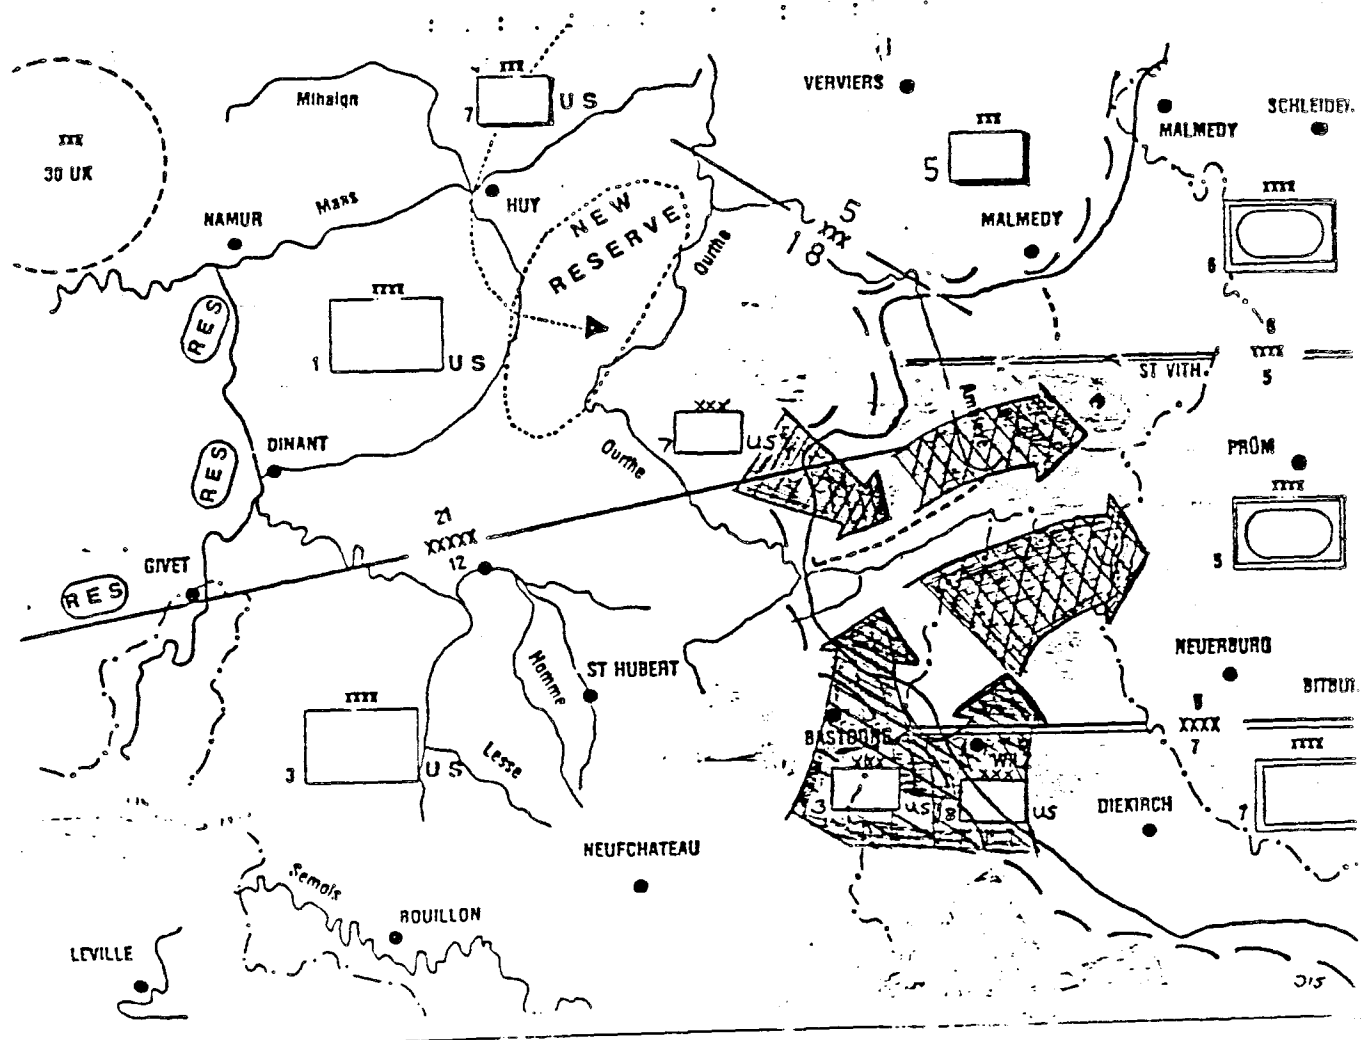 XXX
7 US
Mihaign
VERVIERS
MALMEDY
XXX
30 UK
XXX
5
XXXX
6
NAMUR
Maas
HUY
NEW
RESERVE
Ourthe
5
XXX
18
MALMEDY
RES
XXXX
1 US
8
XXXX
5
ST VITH.
RES
DINANT
Ourthe
XXX
7 US
PRÜM
XXXX
5
21
XXXXX
12
GIVET
RES
ST HUBERT
Homme
NEUERBURG
XXXX
7
XXXX
3 US
Lesse
BASTOGNE
XXX
3 US
XXX
8 US
DIEKIRCH
XXXX
7
NEUFCHATEAU
Semois
BOUILLON
LEVILLE